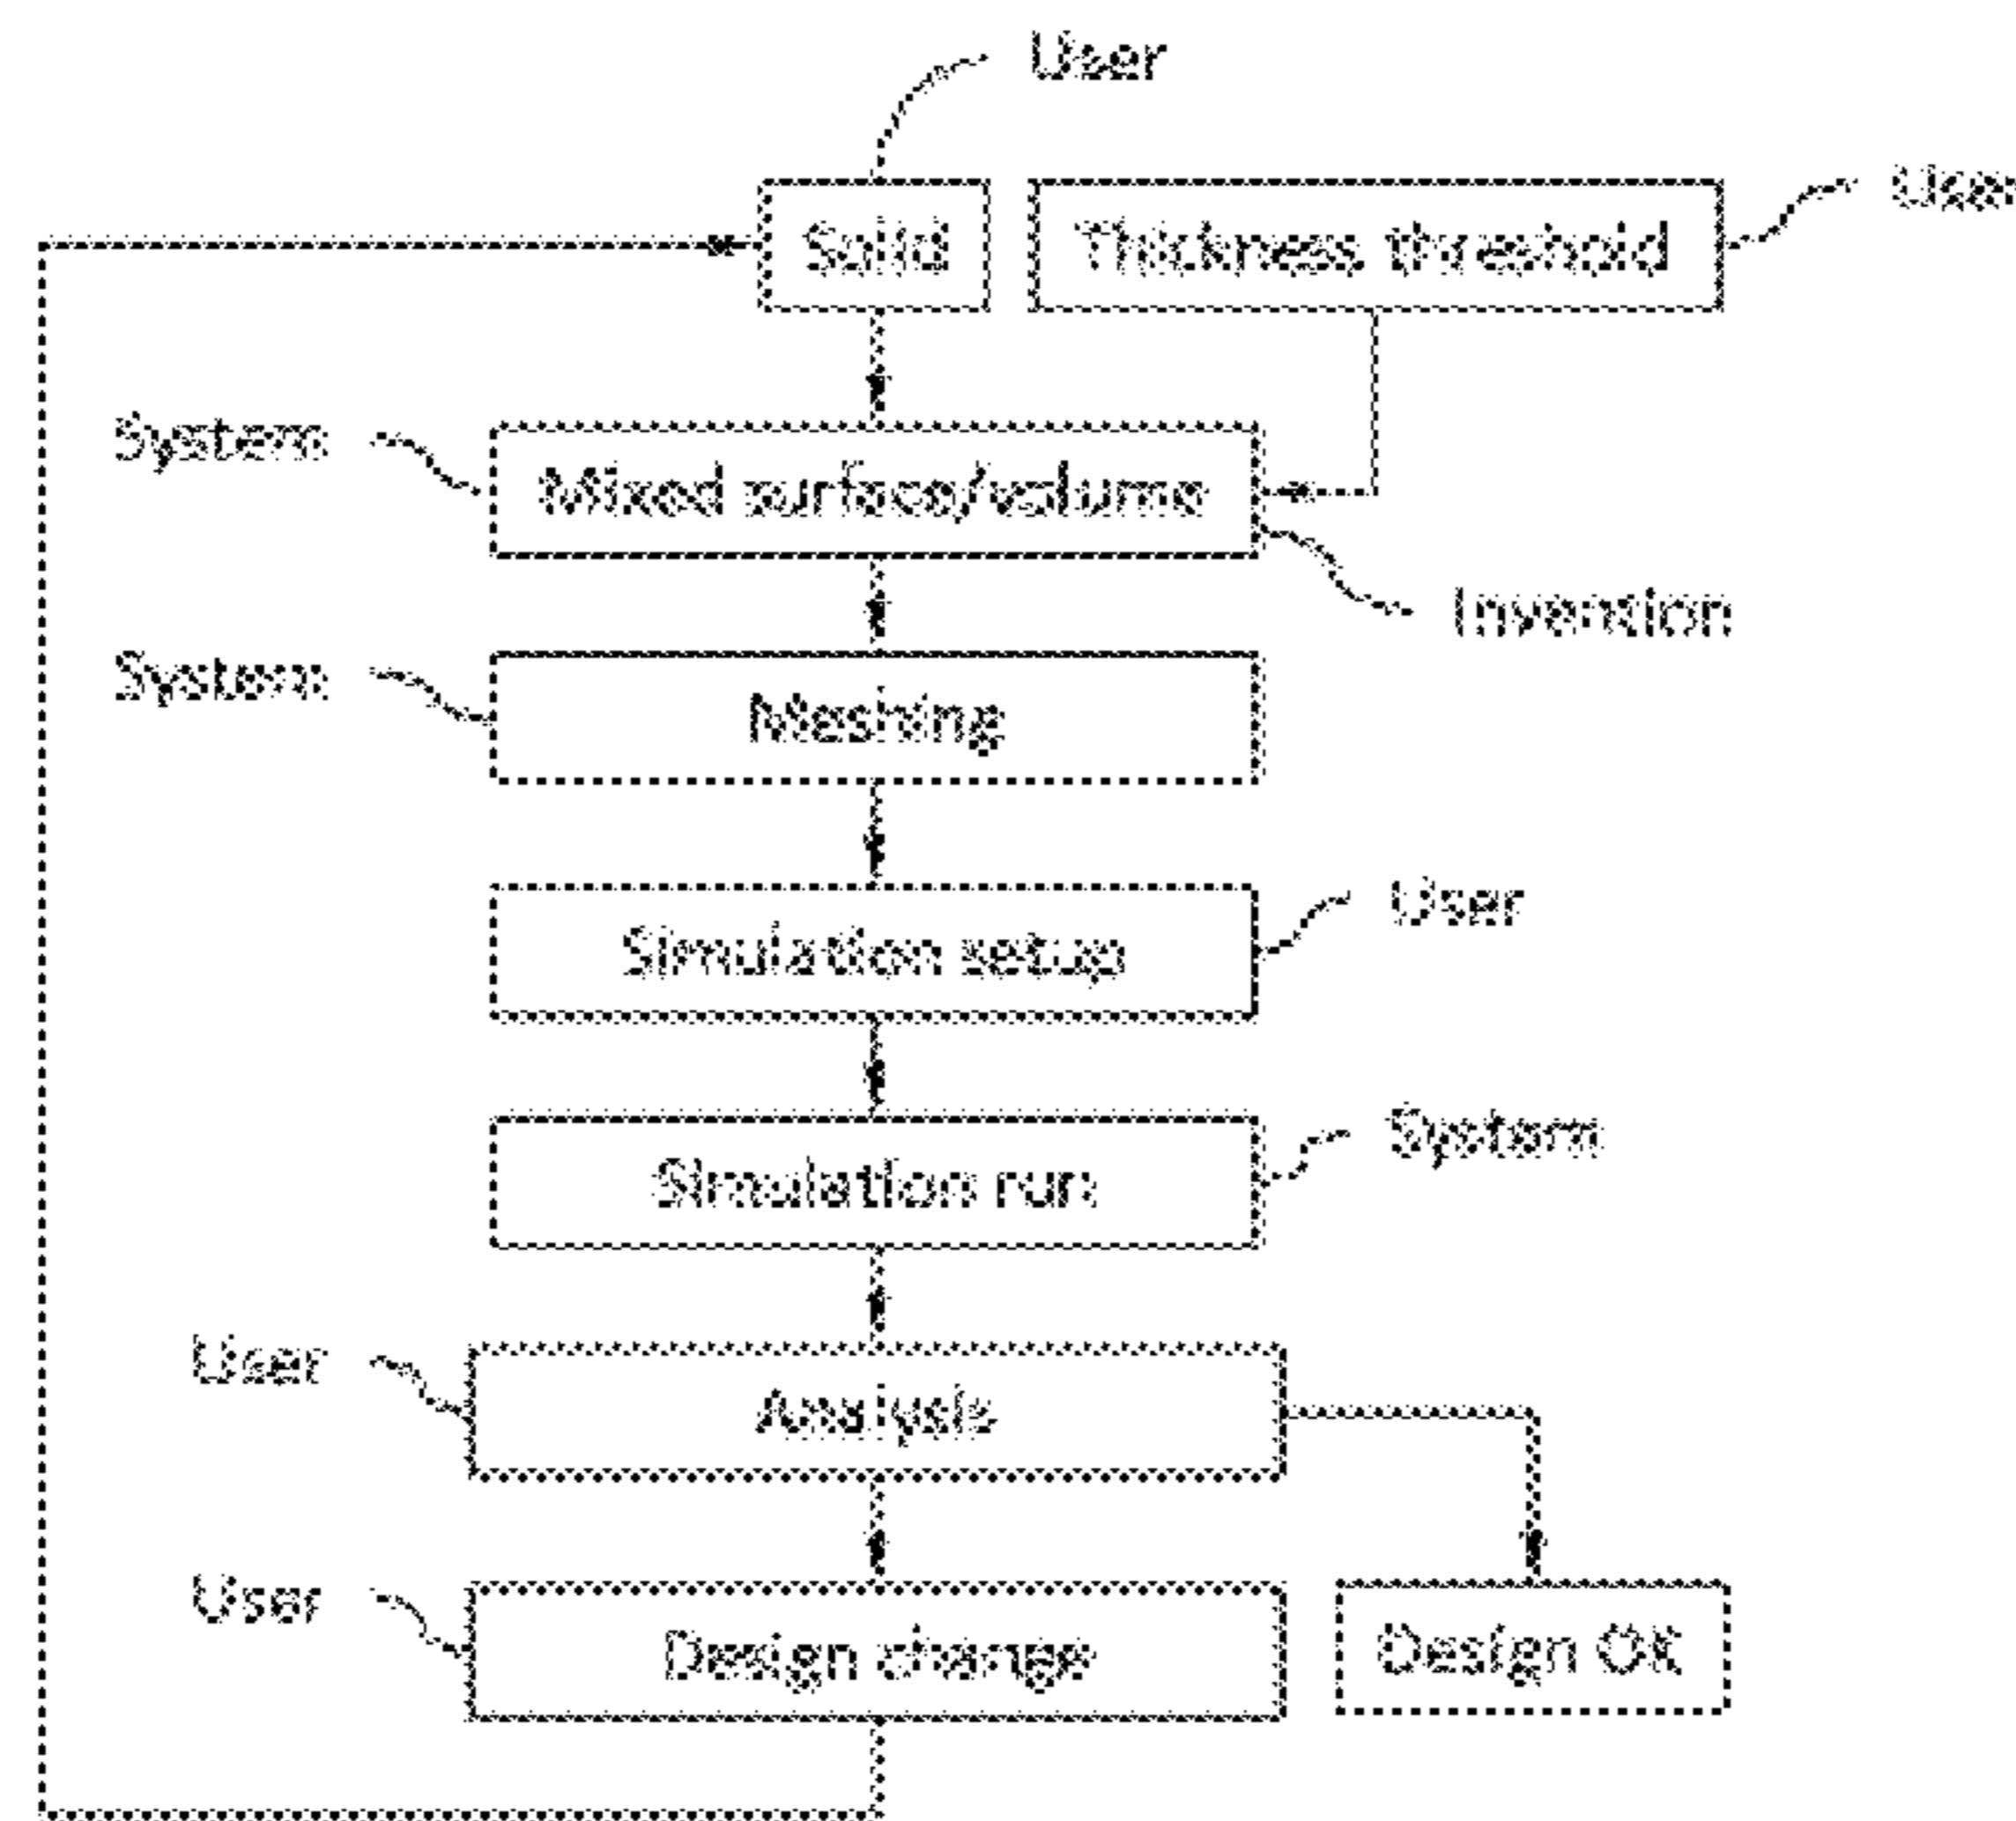 User
User
Solid
Thickness threshold
System
Mixed surface/volume
Invention
System
Meshing
User
Simulation setup
System
Simulation run
User
Analysis
User
Design change
Design OK